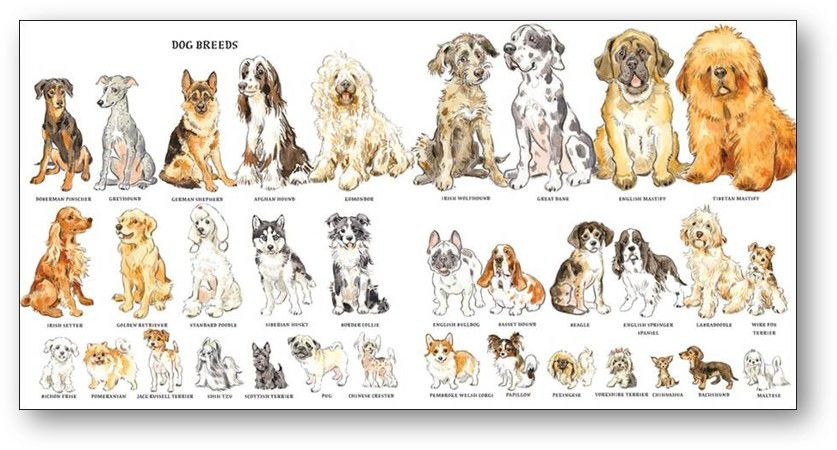 DOG BREEDS
DOBERMAN PINSCHER
GREYHOUND
GERMAN SHEPHERD
AFGHAN HOUND
KOMONDOR
IRISH WOLFHOUND
GREAT DANE
ENGLISH MASTIFF
TIBETAN MASTIFF
IRISH SETTER
GOLDEN RETRIEVER
STANDARD POODLE
SIBERIAN HUSKY
BORDER COLLIE
ENGLISH BULLDOG
BASSET HOUND
BEAGLE
ENGLISH SPRINGER
SPANIEL
LABRADOODLE
WIRE FOX
TERRIER
BICHON FRISE
POMERANIAN
JACK RUSSELL TERRIER
SHIH TZU
SCOTTISH TERRIER
PUG
CHINESE CRESTED
PEMBROKE WELSH CORGI
PAPILLON
PEKINGESE
YORKSHIRE TERRIER
CHIHUAHUA
DACHSHUND
MALTESE